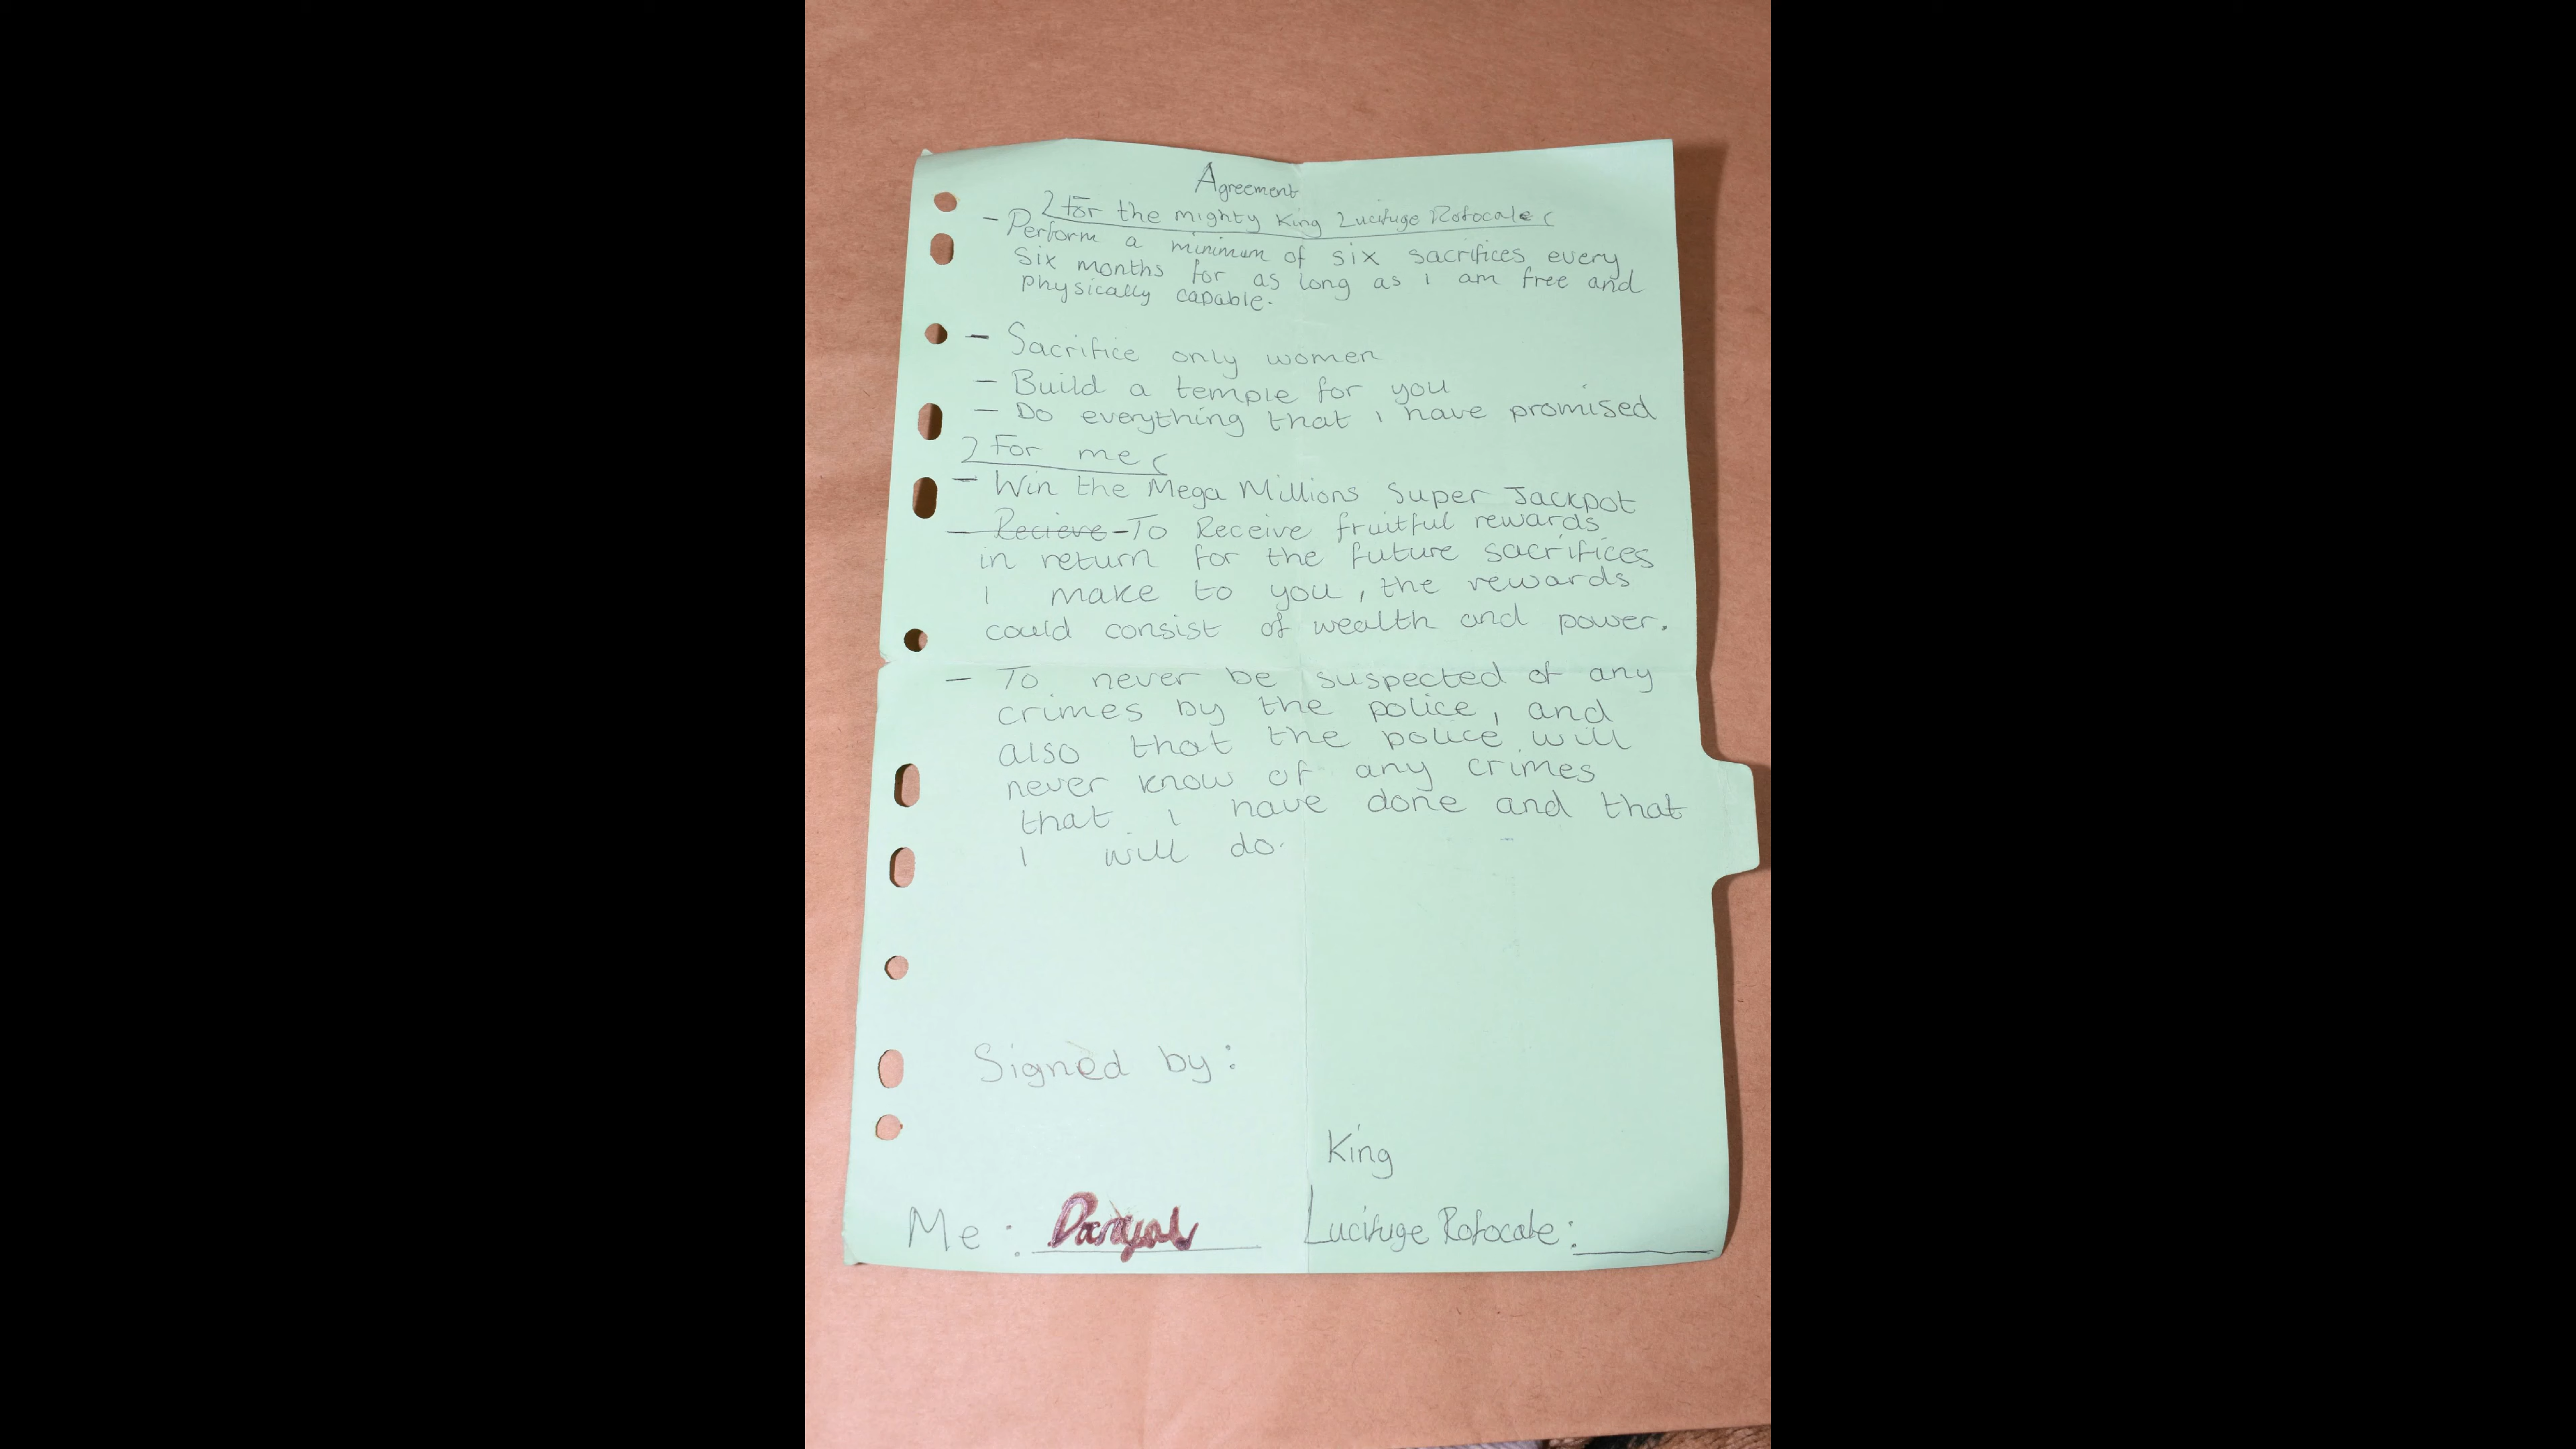 Agreement
For the mighty King Lucifuge Rofocale
- Perform a minimum of six sacrifices every
six months for as long as i am free and
physically capable.
- Sacrifice only women
- Build a temple for you
- Do everything that i have promised
For me
- Win the Mega Millions Super Jackpot
- Recieve - To Receive fruitful rewards
in return for the future sacrifices
i make to you, the rewards
could consist of wealth and power.
- To never be suspected of any
crimes by the police, and
also that the police will
never know of any crimes
that i have done and that
i will do.
Signed by:
King
Me: Danyal Lucifuge Rofocale: